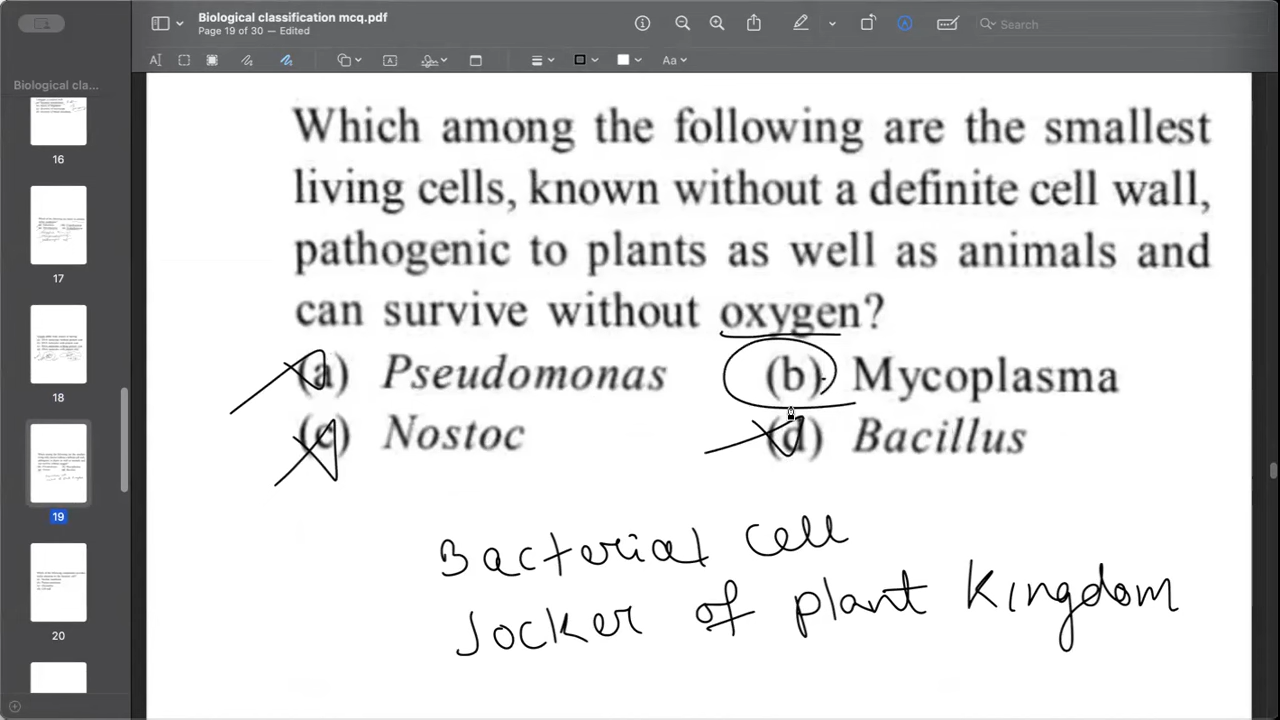 Biological classification mcq.pdf
Page 19 of 30 — Edited
Search
Aa
Biological cla...
16
17
18
19
20
Which among the following are the smallest
living cells, known without a definite cell wall,
pathogenic to plants as well as animals and
can survive without oxygen?
(a) Pseudomonas (b) Mycoplasma
(c) Nostoc (d) Bacillus
Bacterial cell
Jocker of plant Kingdom